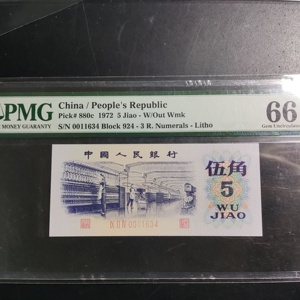 PMG
PAPER MONEY GUARANTY
China / People's Republic
Pick# 880c 1972 5 Jiao - W/Out Wmk
S/N 0011634 Block 924 - 3 R. Numerals - Litho
66
Gem Uncirculated
中国人民银行
伍角
5
WU
JIAO
0011634